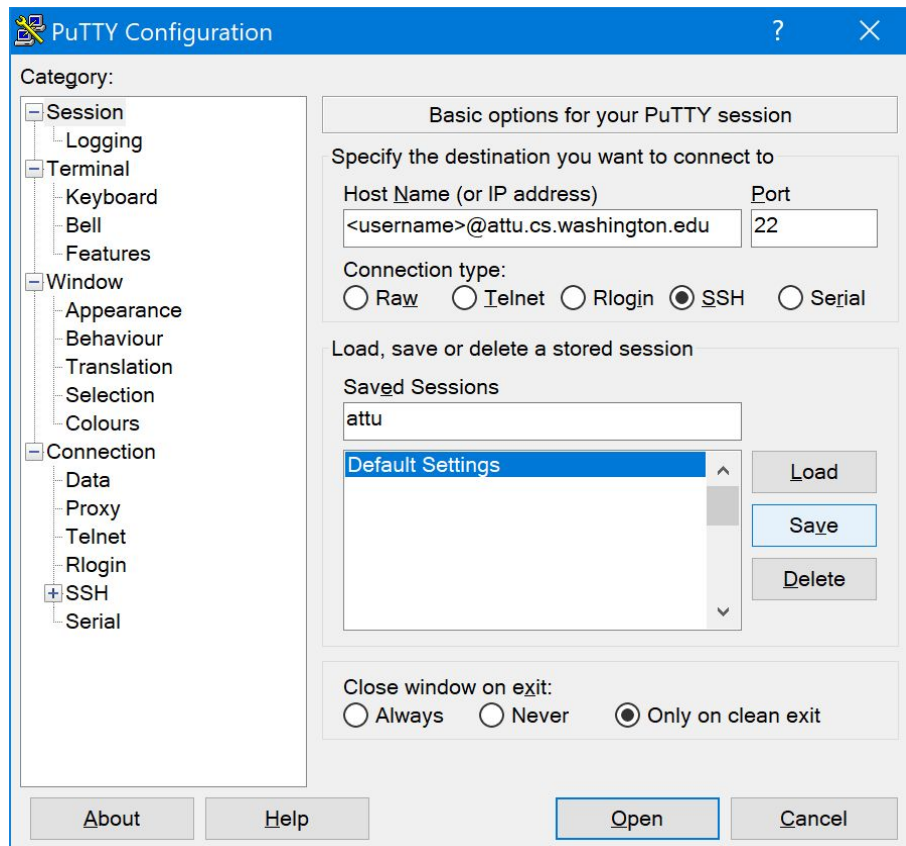 PuTTY Configuration
?
Category:
Session
Logging
Terminal
Keyboard
Bell
Features
Window
Appearance
Behaviour
Translation
Selection
Colours
Connection
Data
Proxy
Telnet
Rlogin
SSH
Serial
Basic options for your PuTTY session
Specify the destination you want to connect to
Host Name (or IP address) Port
<username>@attu.cs.washington.edu 22
Connection type:
Raw Telnet Rlogin SSH Serial
Load, save or delete a stored session
Saved Sessions
attu
Default Settings
Load
Save
Delete
Close window on exit:
Always Never Only on clean exit
About Help Open Cancel